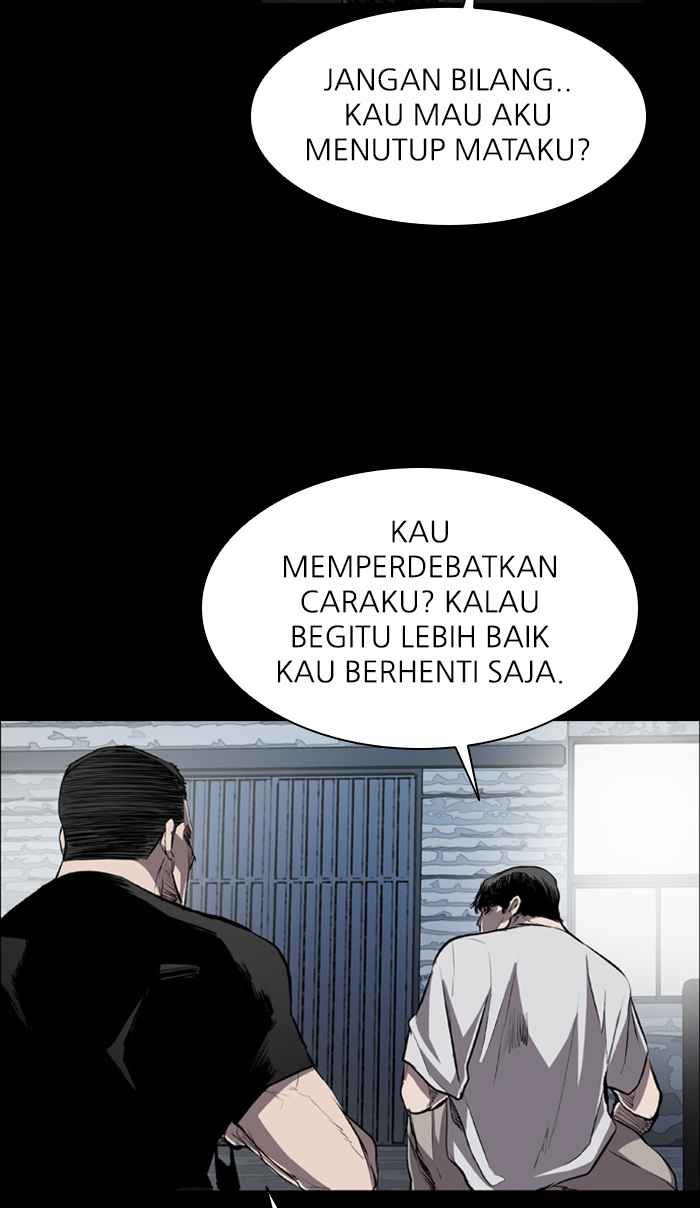 JANGAN BILANG..
KAU MAU AKU
MENUTUP MATAKU?
KAU
MEMPERDEBATKAN
CARAKU? KALAU
BEGITU LEBIH BAIK
KAU BERHENTI SAJA.